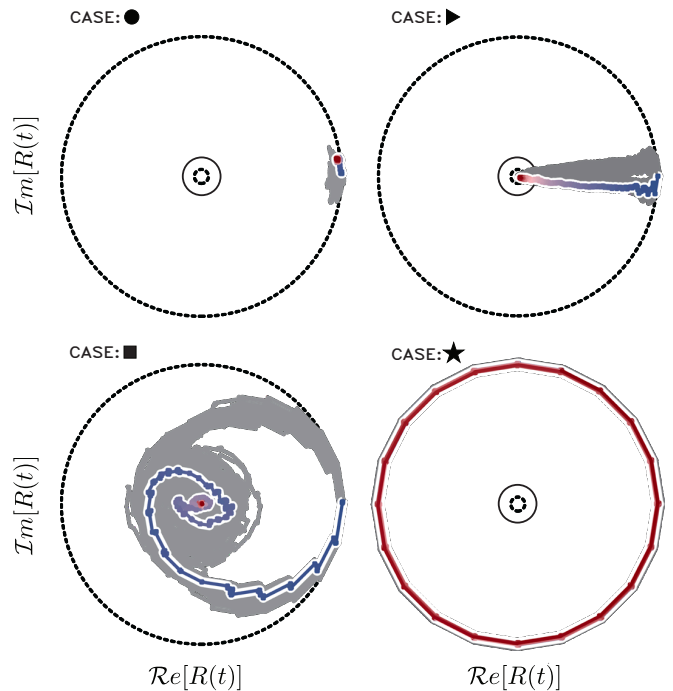 CASE: ●
CASE: ▶
Im[R(t)]
CASE: ■
CASE: ★
Im[R(t)]
Re[R(t)]
Re[R(t)]